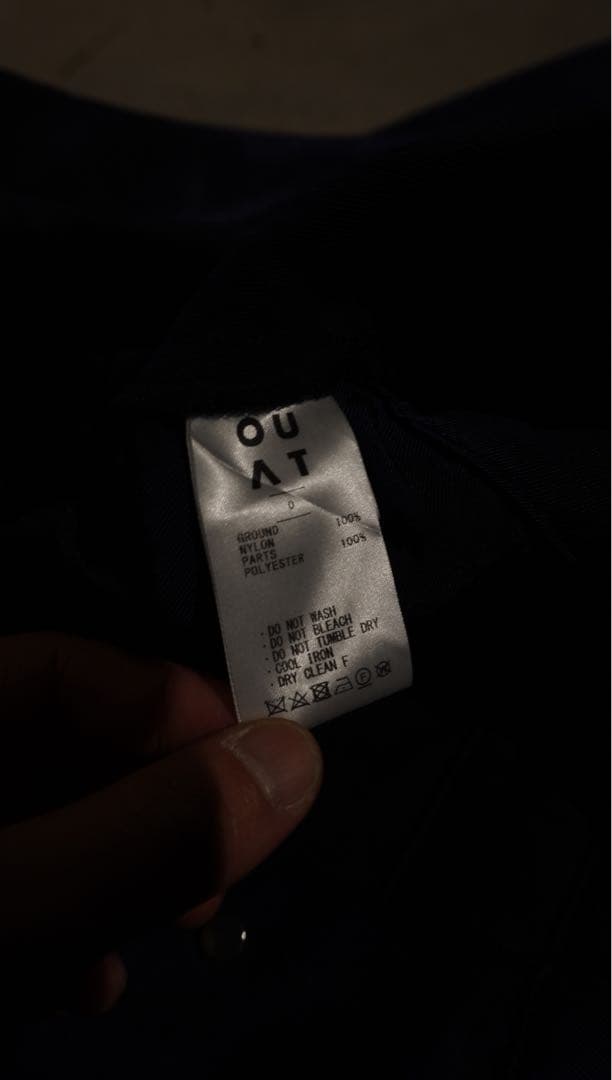 OU
ΛT
0
GROUND
NYLON 100%
PARTS
POLYESTER 100%
· DO NOT WASH
· DO NOT BLEACH
· DO NOT TUMBLE DRY
· COOL IRON
· DRY CLEAN F
F